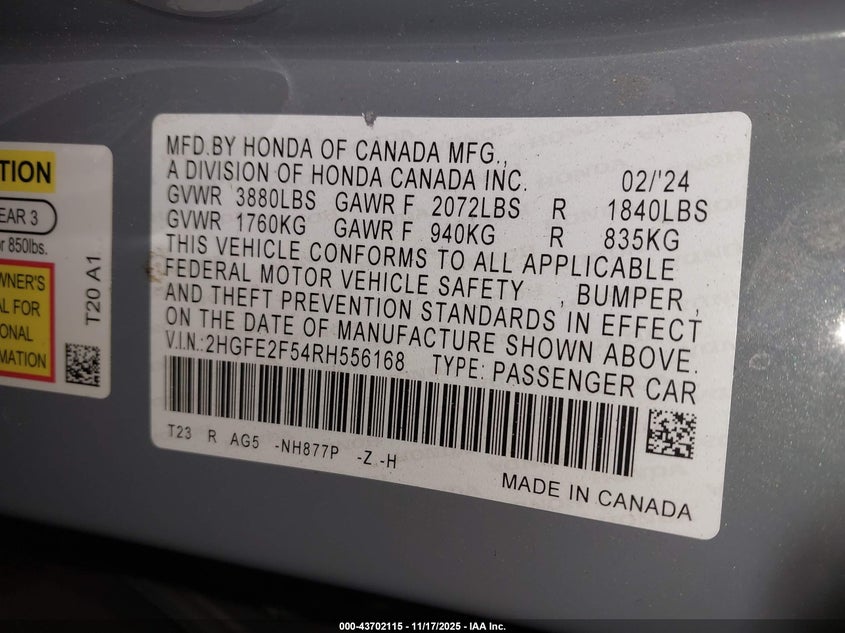 TION
EAR 3
r 850lbs.
WNER'S
AL FOR
ONAL
MATION
T20 A1
MFD.BY HONDA OF CANADA MFG.,
A DIVISION OF HONDA CANADA INC. 02/'24
GVWR 3880LBS GAWR F 2072LBS R 1840LBS
GVWR 1760KG GAWR F 940KG R 835KG
THIS VEHICLE CONFORMS TO ALL APPLICABLE
FEDERAL MOTOR VEHICLE SAFETY , BUMPER ,
AND THEFT PREVENTION STANDARDS IN EFFECT
ON THE DATE OF MANUFACTURE SHOWN ABOVE.
V.I.N.:2HGFE2F54RH556168 TYPE: PASSENGER CAR
T23 R AG5 -NH877P -Z -H
MADE IN CANADA
000-43702115 - 11/17/2025 - IAA Inc.